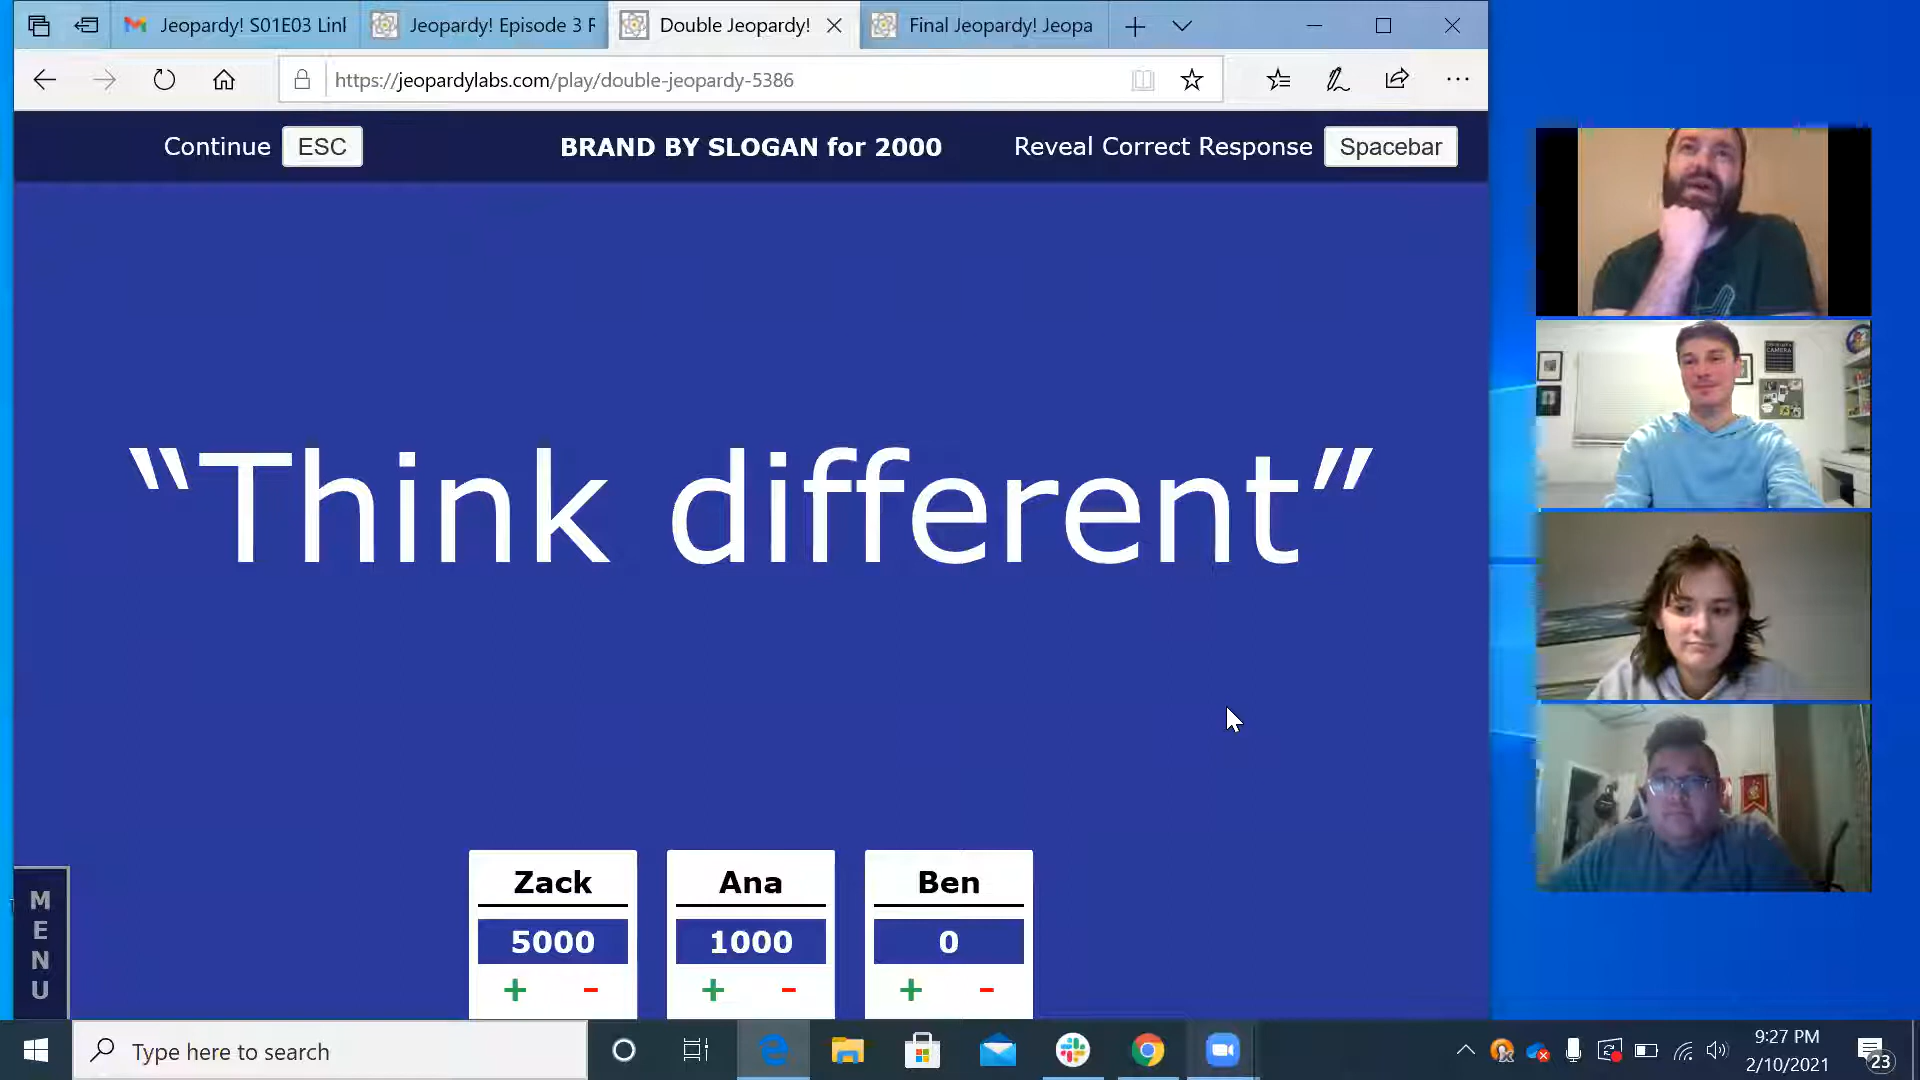 Jeopardy! S01E03 Linl
Jeopardy! Episode 3 F
Double Jeopardy!
Final Jeopardy! Jeopa
https://jeopardylabs.com/play/double-jeopardy-5386
Continue ESC
BRAND BY SLOGAN for 2000
Reveal Correct Response Spacebar
“Think different”
MENU
Zack Ana Ben
5000 1000 0
+ - + - + -
Type here to search
9:27 PM
2/10/2021
23